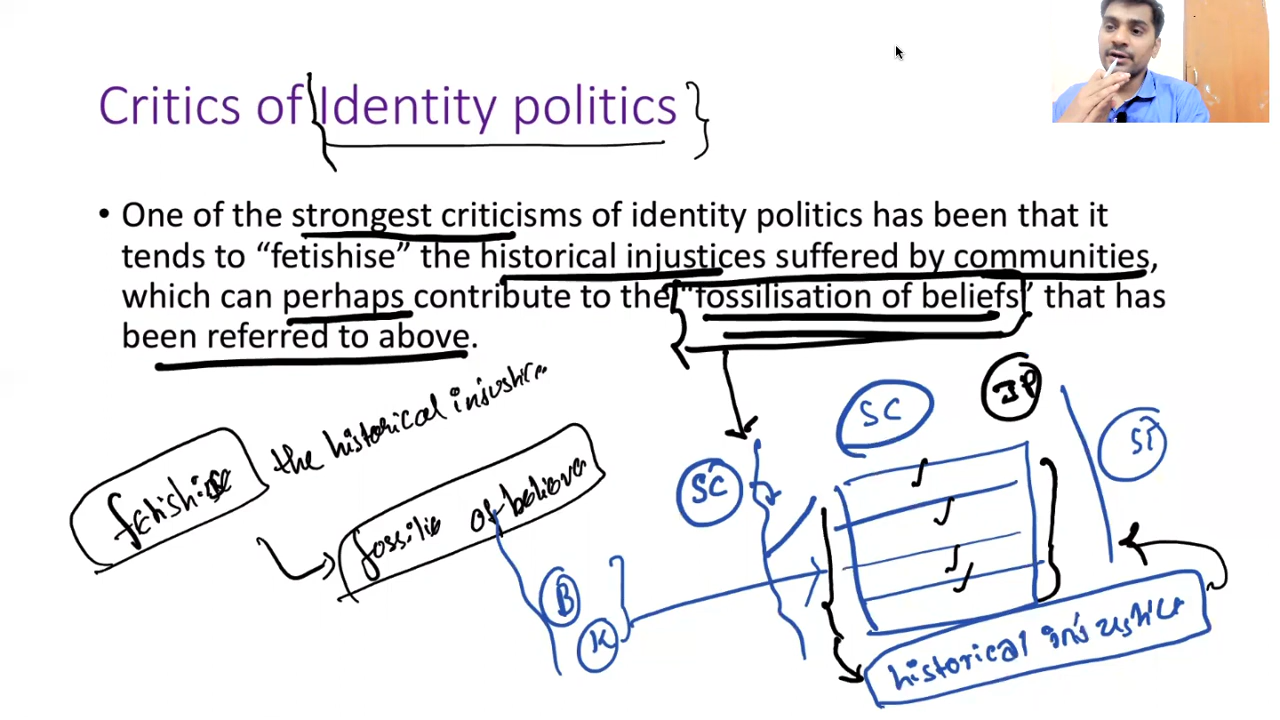 Critics of Identity politics
• One of the strongest criticisms of identity politics has been that it
tends to “fetishise” the historical injustices suffered by communities,
which can perhaps contribute to the “fossilisation of beliefs” that has
been referred to above.
the historical injustice
fetishise
fossilis of believe
SC
SC
IP
ST
B
K
historical injustice